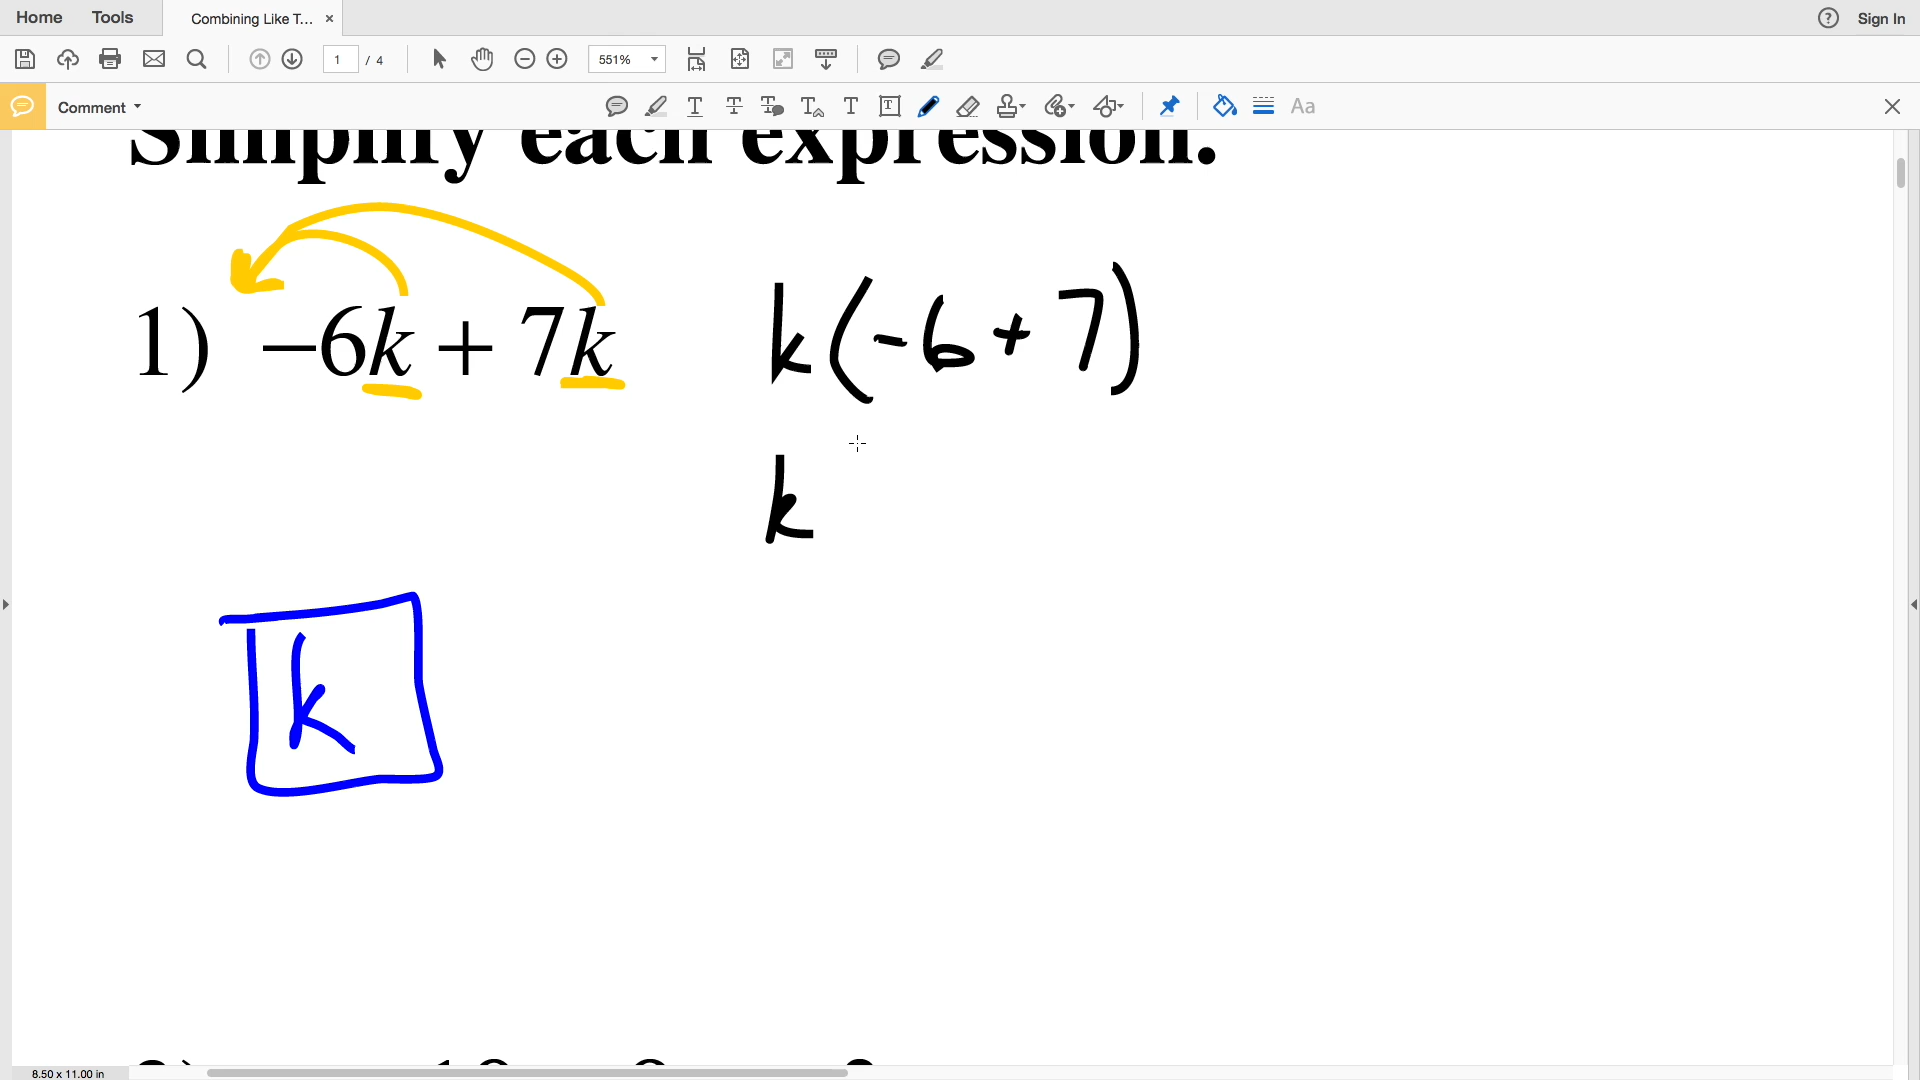 Home Tools Combining Like T... × ? Sign In
1 / 4 551%
Comment Aa
Simplify each expression.
1) −6k + 7k k(-6+7)
k
k
8.50 x 11.00 in